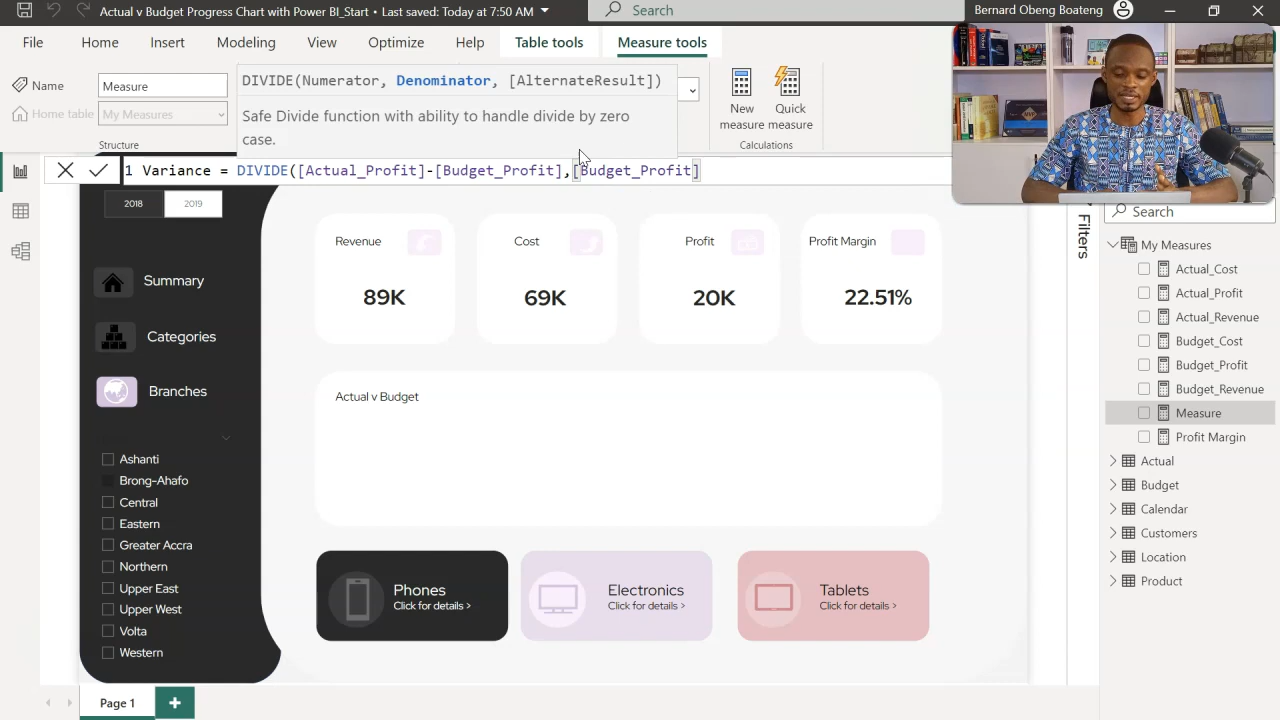 Actual v Budget Progress Chart with Power BI_Start • Last saved: Today at 7:50 AM
Search
Bernard Obeng Boateng
File
Home
Insert
Modeling
View
Optimize
Help
Table tools
Measure tools
Name
Measure
Home table
My Measures
Structure
DIVIDE(Numerator, Denominator, [AlternateResult])
Safe Divide function with ability to handle divide by zero
case.
New
measure
Quick
measure
Calculations
1 Variance = DIVIDE([Actual_Profit]-[Budget_Profit],[Budget_Profit]
2018
2019
Summary
Categories
Branches
Ashanti
Brong-Ahafo
Central
Eastern
Greater Accra
Northern
Upper East
Upper West
Volta
Western
Revenue
89K
Cost
69K
Profit
20K
Profit Margin
22.51%
Actual v Budget
Phones
Click for details >
Electronics
Click for details >
Tablets
Click for details >
Filters
Search
My Measures
Actual_Cost
Actual_Profit
Actual_Revenue
Budget_Cost
Budget_Profit
Budget_Revenue
Measure
Profit Margin
Actual
Budget
Calendar
Customers
Location
Product
Page 1